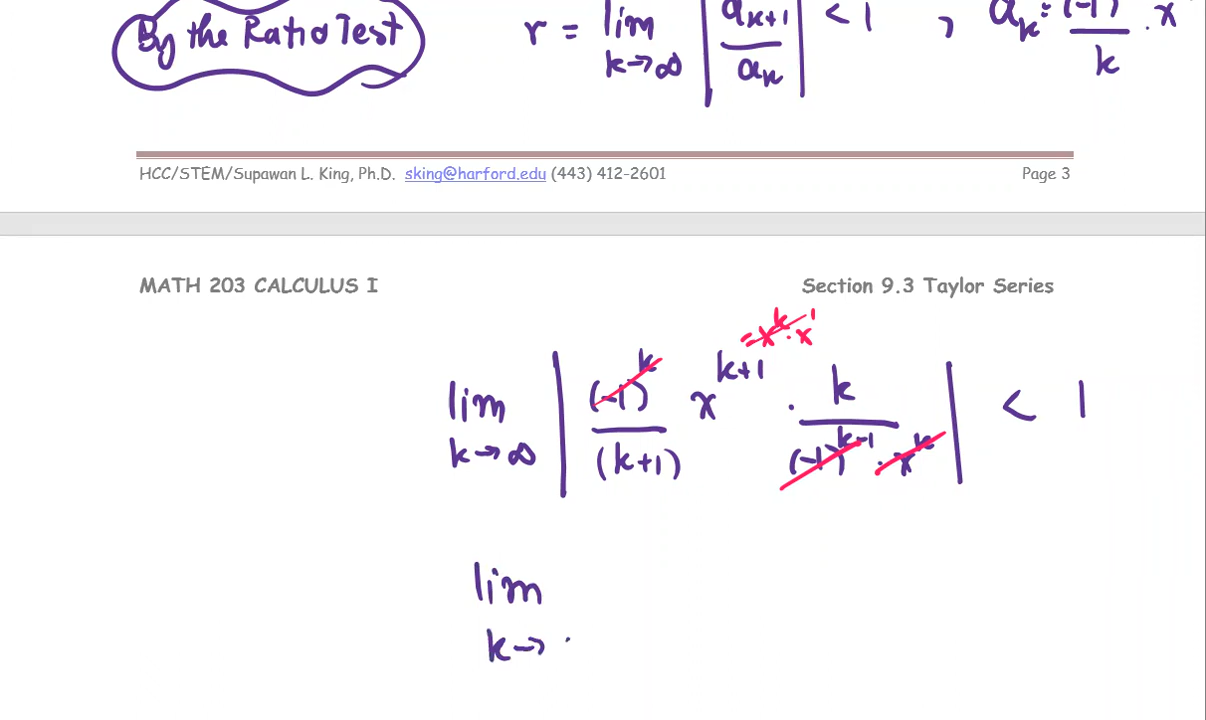 By the Ratio Test r = lim k→∞ | a_{k+1} / a_k | < 1 , a_k = (-1) / k · x
HCC/STEM/Supawan L. King, Ph.D. sking@harford.edu (443) 412-2601 Page 3
MATH 203 CALCULUS I Section 9.3 Taylor Series
= x^k · x^1
lim k→∞ | (-1)^k / (k+1) x^{k+1} · k / ((-1)^{k-1} · x^k) | < 1
lim
k→